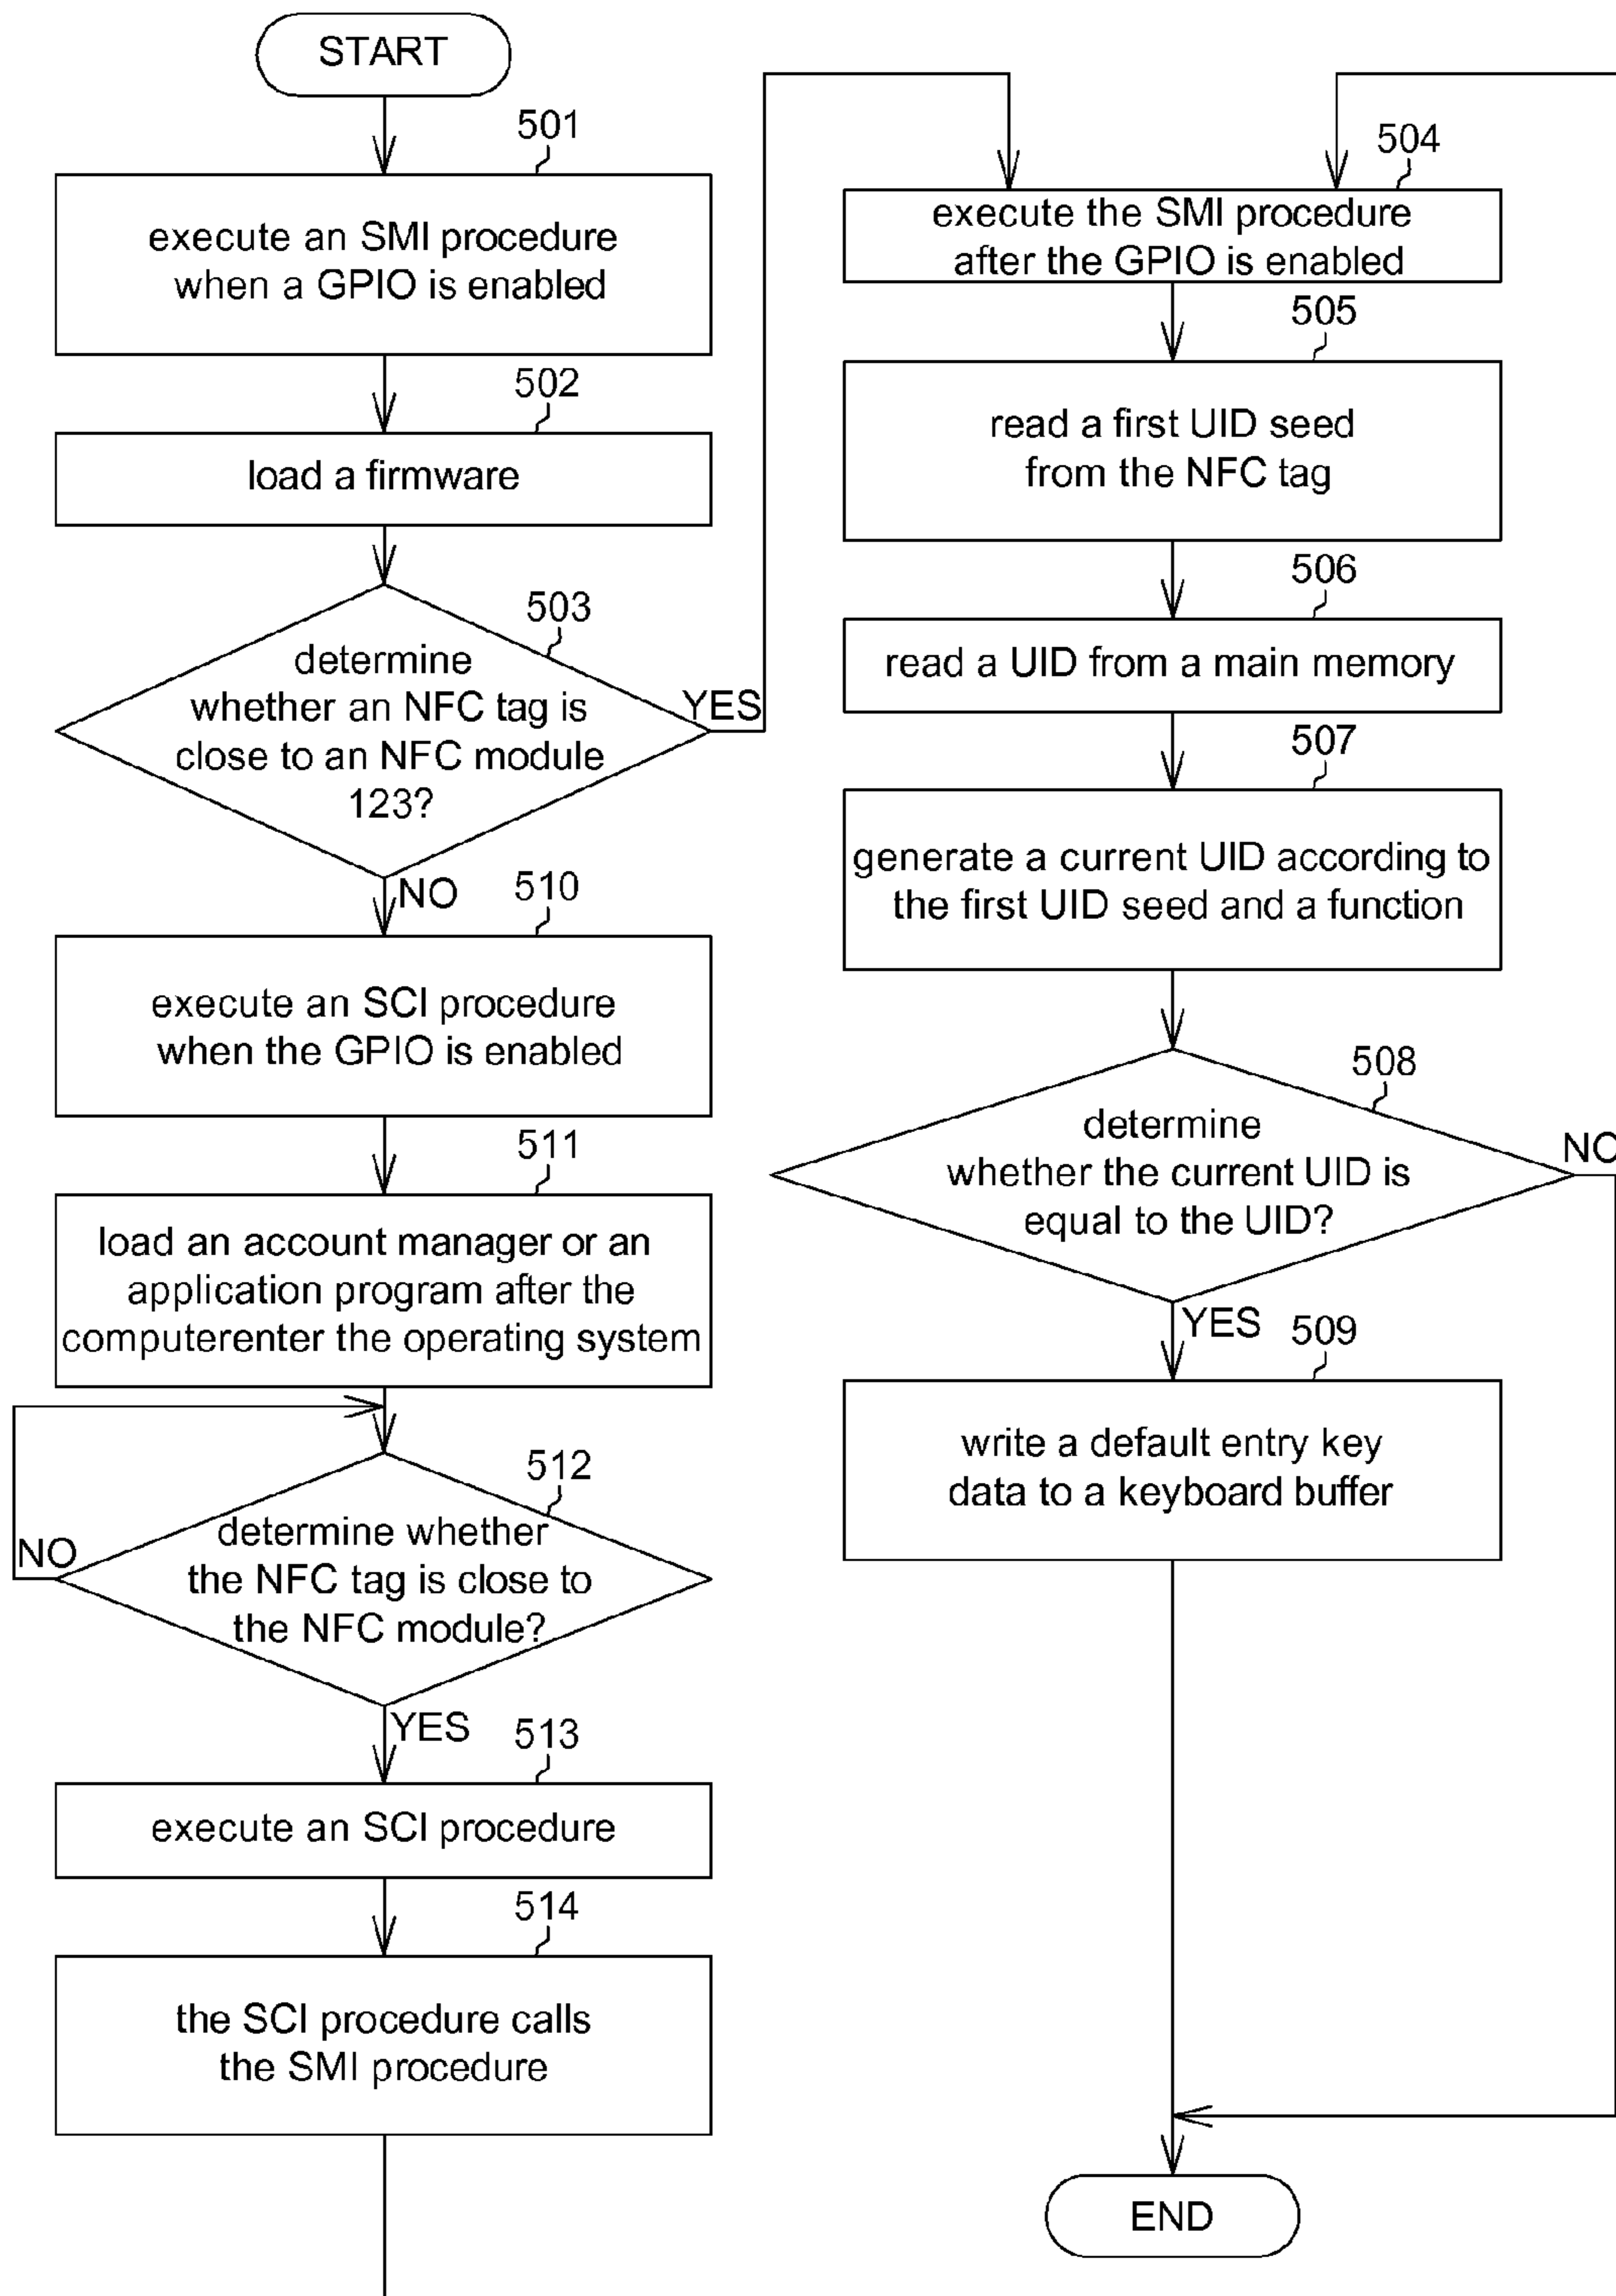 START
501
execute an SMI procedure
when a GPIO is enabled
502
load a firmware
503
determine
whether an NFC tag is
close to an NFC module
123?
YES
NO
510
execute an SCI procedure
when the GPIO is enabled
511
load an account manager or an
application program after the
computerenter the operating system
512
determine whether
the NFC tag is close to
the NFC module?
NO
YES
513
execute an SCI procedure
514
the SCI procedure calls
the SMI procedure
504
execute the SMI procedure
after the GPIO is enabled
505
read a first UID seed
from the NFC tag
506
read a UID from a main memory
507
generate a current UID according to
the first UID seed and a function
508
determine
whether the current UID is
equal to the UID?
NO
YES
509
write a default entry key
data to a keyboard buffer
END